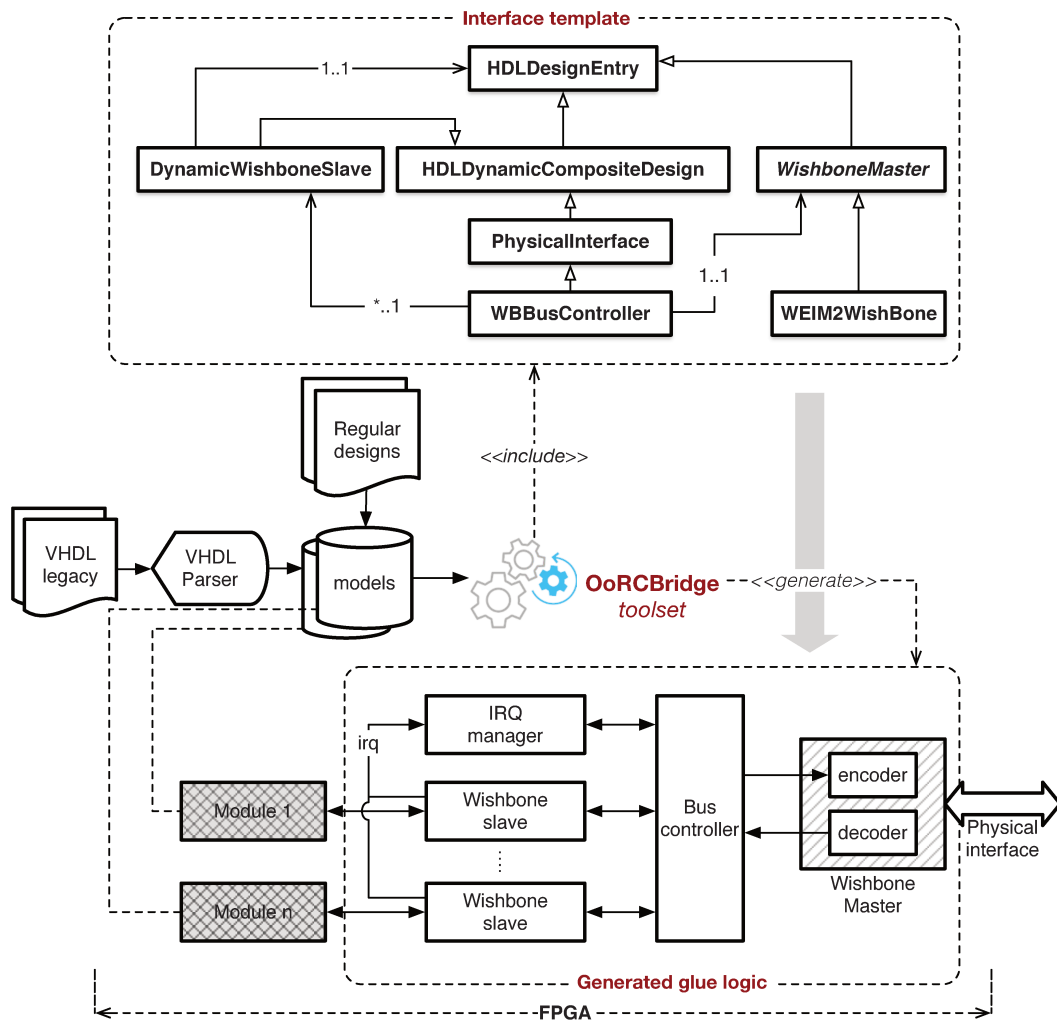 Interface template
HDLDesignEntry
1..1
DynamicWishboneSlave
HDLDynamicCompositeDesign
WishboneMaster
PhysicalInterface
1..1
*..1
WBBusController
WEIM2WishBone
Regular
designs
<<include>>
VHDL
legacy
VHDL
Parser
models
OoRCBridge
toolset
<<generate>>
IRQ
manager
irq
Module 1
Wishbone
slave
Bus
controller
encoder
decoder
Physical
interface
Wishbone
Master
Module n
Wishbone
slave
Generated glue logic
FPGA